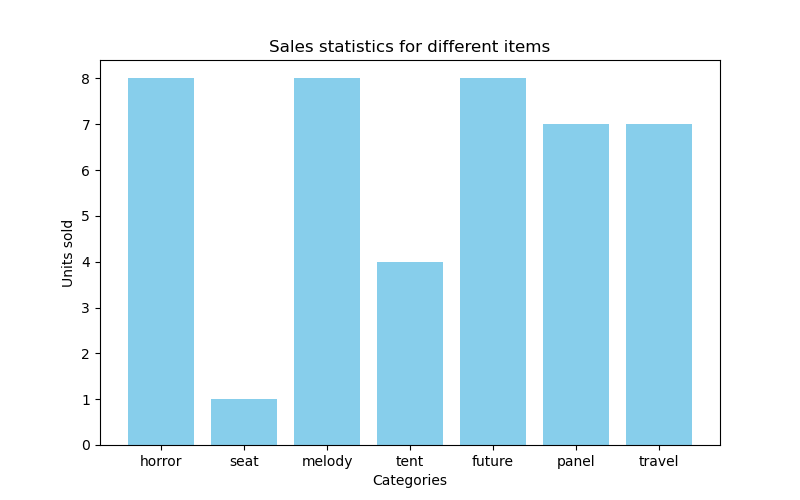 Sales statistics for different items
Units sold
8
7
6
5
4
3
2
1
0
horror seat melody tent future panel travel
Categories